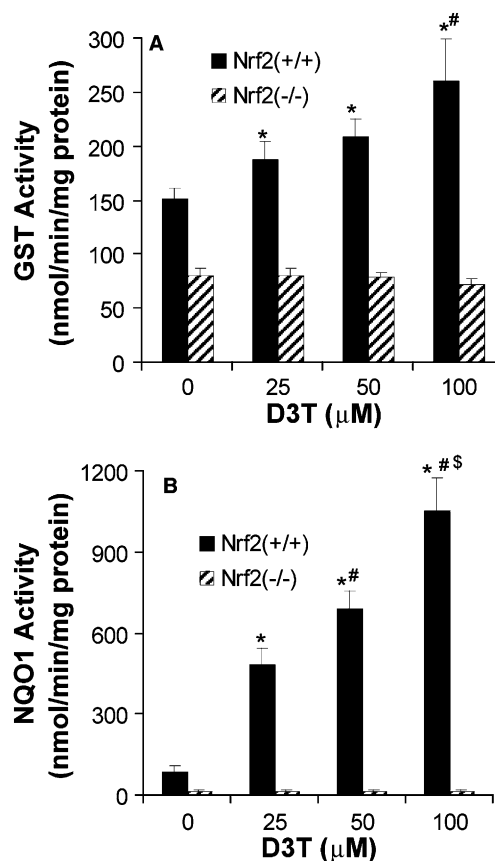 A
300
250
200
150
100
50
0
GST Activity
(nmol/min/mg protein)
Nrf2(+/+)
Nrf2(-/-)
*
*
*#
0 25 50 100
D3T (μM)
B
1200
900
600
300
0
NQO1 Activity
(nmol/min/mg protein)
Nrf2(+/+)
Nrf2(-/-)
*
*#
*#$
0 25 50 100
D3T (μM)